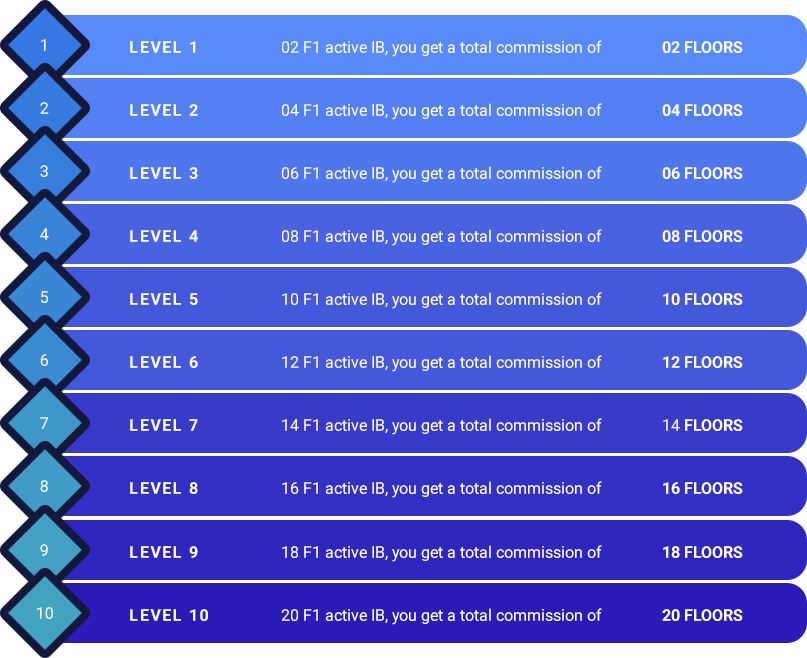 1 LEVEL 1 02 F1 active IB, you get a total commission of 02 FLOORS
2 LEVEL 2 04 F1 active IB, you get a total commission of 04 FLOORS
3 LEVEL 3 06 F1 active IB, you get a total commission of 06 FLOORS
4 LEVEL 4 08 F1 active IB, you get a total commission of 08 FLOORS
5 LEVEL 5 10 F1 active IB, you get a total commission of 10 FLOORS
6 LEVEL 6 12 F1 active IB, you get a total commission of 12 FLOORS
7 LEVEL 7 14 F1 active IB, you get a total commission of 14 FLOORS
8 LEVEL 8 16 F1 active IB, you get a total commission of 16 FLOORS
9 LEVEL 9 18 F1 active IB, you get a total commission of 18 FLOORS
10 LEVEL 10 20 F1 active IB, you get a total commission of 20 FLOORS